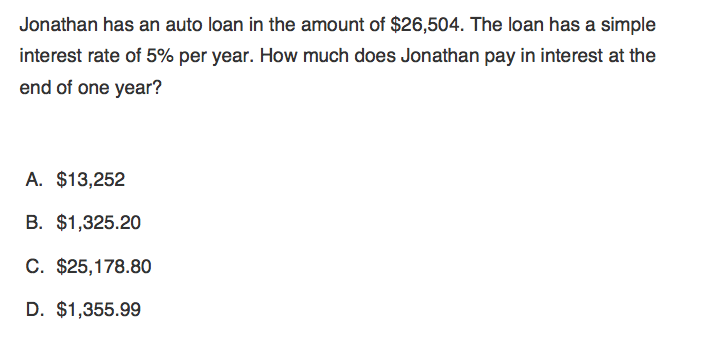 Jonathan has an auto loan in the amount of $26,504. The loan has a simple
interest rate of 5% per year. How much does Jonathan pay in interest at the
end of one year?
A. $13,252
B. $1,325.20
C. $25,178.80
D. $1,355.99